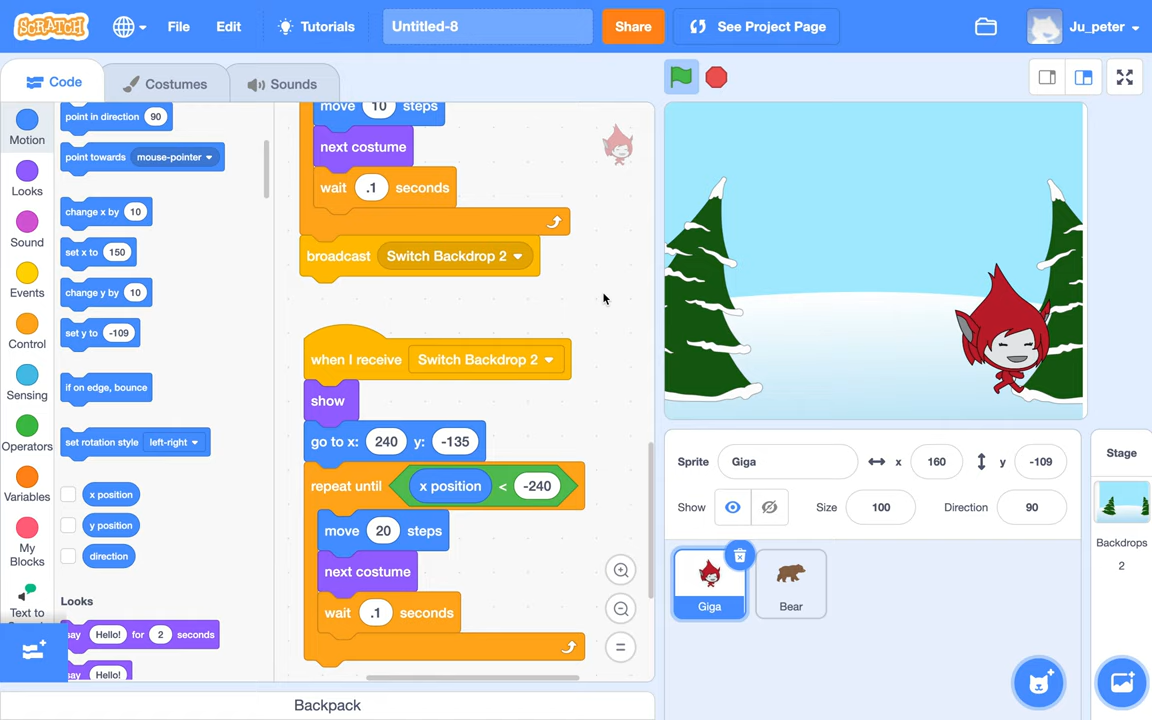 SCRATCH File Edit Tutorials Untitled-8 Share See Project Page Ju_peter
Code Costumes Sounds
Motion
Looks
Sound
Events
Control
Sensing
Operators
Variables
My
Blocks
Text to
point in direction 90
point towards mouse-pointer
change x by 10
set x to 150
change y by 10
set y to -109
if on edge, bounce
set rotation style left-right
x position
y position
direction
Looks
say Hello! for 2 seconds
say Hello!
move 10 steps
next costume
wait .1 seconds
broadcast Switch Backdrop 2
when I receive Switch Backdrop 2
show
go to x: 240 y: -135
repeat until x position < -240
move 20 steps
next costume
wait .1 seconds
Backpack
Sprite Giga x 160 y -109
Show Size 100 Direction 90
Giga
Bear
Stage
Backdrops
2